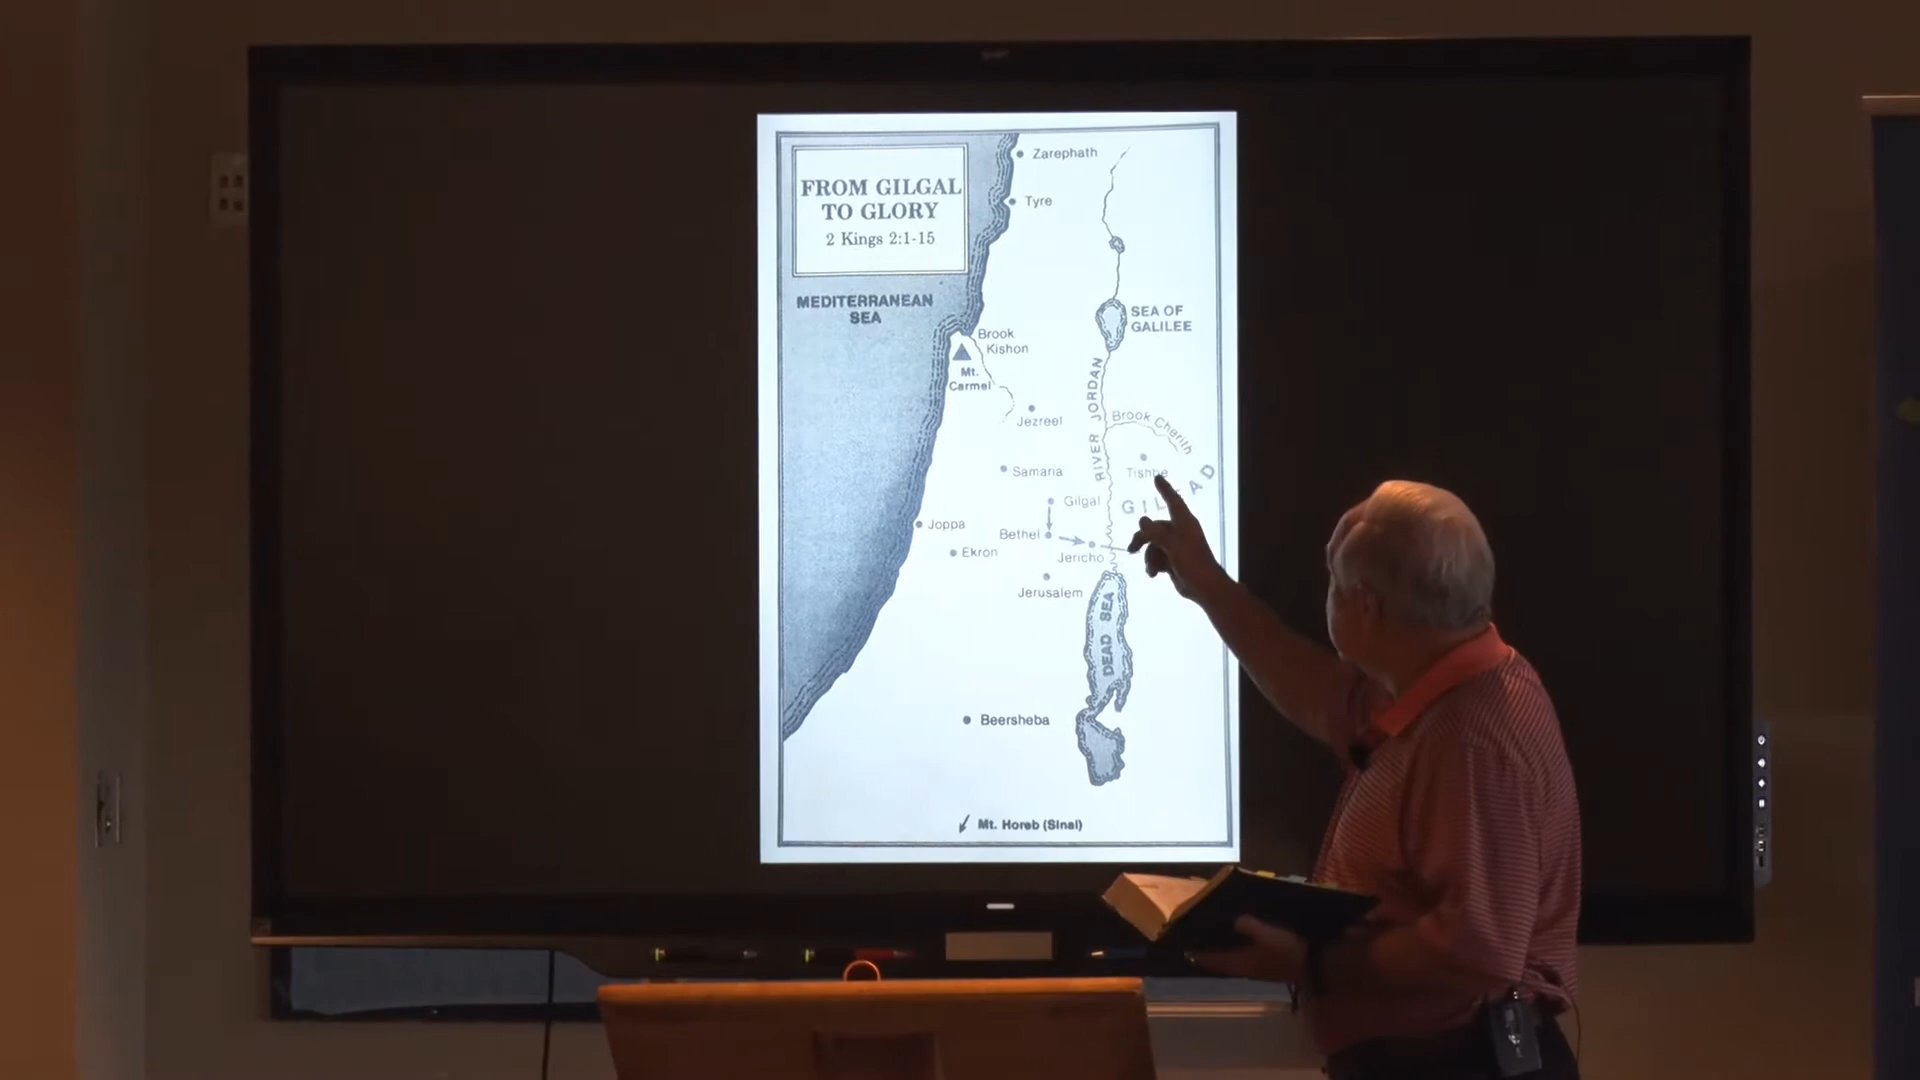 FROM GILGAL
TO GLORY
2 Kings 2:1-15
Zarephath
Tyre
MEDITERRANEAN
SEA
SEA OF
GALILEE
Brook
Kishon
Mt.
Carmel
RIVER JORDAN
Brook Cherith
Jezreel
Samaria
Tishbe
Gilgal
Joppa
Bethel
Ekron
Jericho
Jerusalem
DEAD SEA
Beersheba
Mt. Horeb (Sinai)